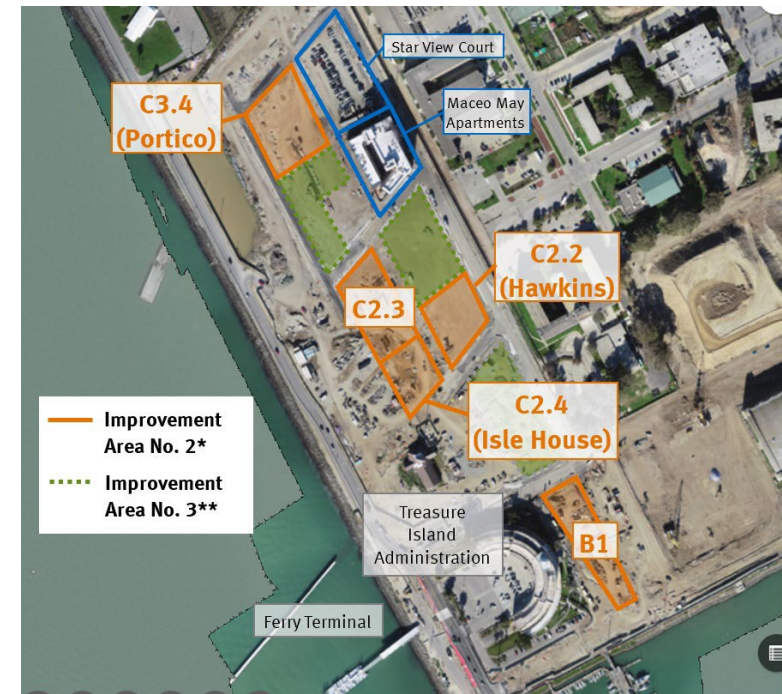 Star View Court
C3.4
(Portico)
Maceo May
Apartments
C2.2
(Hawkins)
C2.3
C2.4
(Isle House)
Improvement
Area No. 2*
Improvement
Area No. 3**
Treasure
Island
Administration
B1
Ferry Terminal